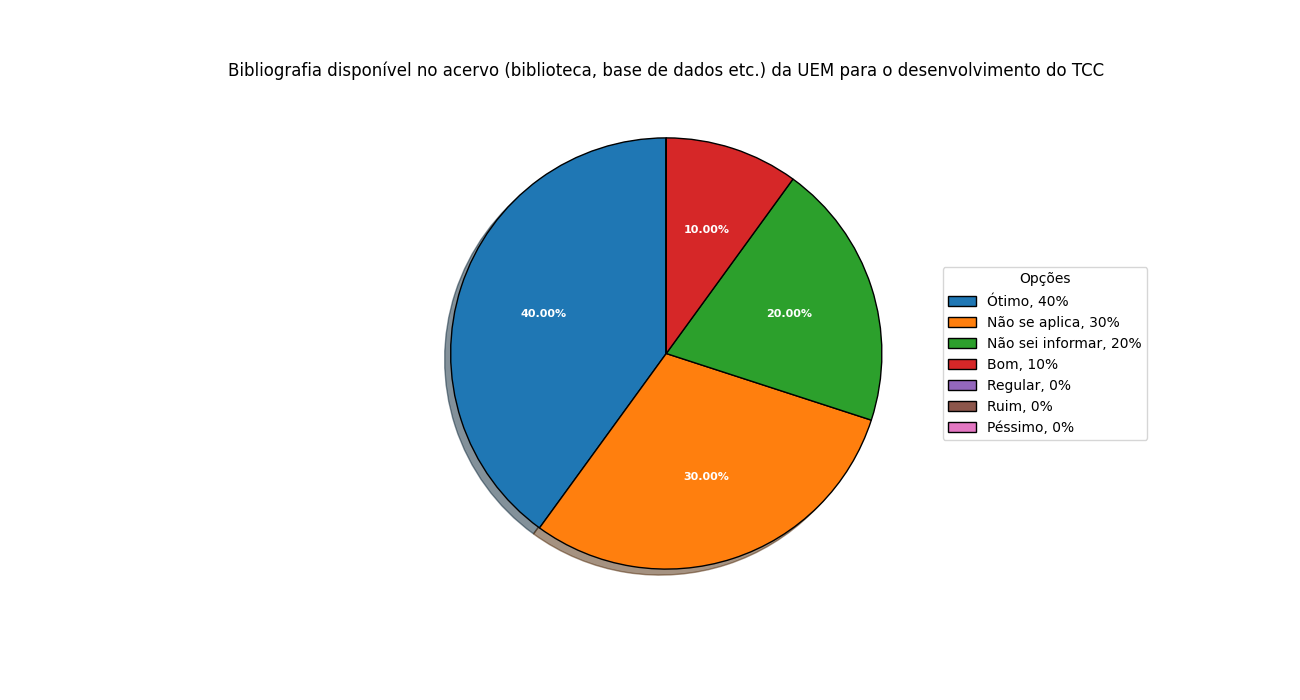 Bibliografia disponível no acervo (biblioteca, base de dados etc.) da UEM para o desenvolvimento do TCC
10.00%
40.00%
20.00%
30.00%
Opções
Ótimo, 40%
Não se aplica, 30%
Não sei informar, 20%
Bom, 10%
Regular, 0%
Ruim, 0%
Péssimo, 0%